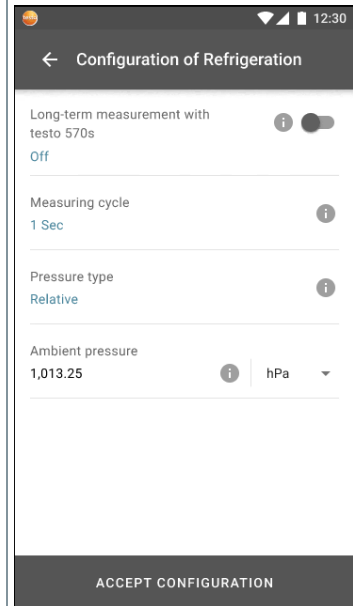 testo
12:30
Configuration of Refrigeration
Long-term measurement with
testo 570s
Off
Measuring cycle
1 Sec
Pressure type
Relative
Ambient pressure
1,013.25 hPa
ACCEPT CONFIGURATION